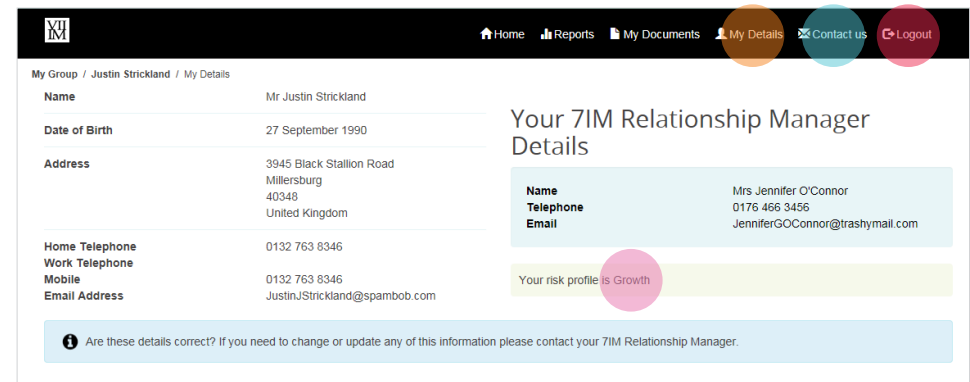 VII
IM
Home Reports My Documents My Details Contact us Logout
My Group / Justin Strickland / My Details
Name Mr Justin Strickland
Date of Birth 27 September 1990
Address 3945 Black Stallion Road
Millersburg
40348
United Kingdom
Home Telephone 0132 763 8346
Work Telephone
Mobile 0132 763 8346
Email Address JustinJStrickland@spambob.com
Your 7IM Relationship Manager
Details
Name Mrs Jennifer O'Connor
Telephone 0176 466 3456
Email JenniferGOConnor@trashymail.com
Your risk profile is Growth
Are these details correct? If you need to change or update any of this information please contact your 7IM Relationship Manager.